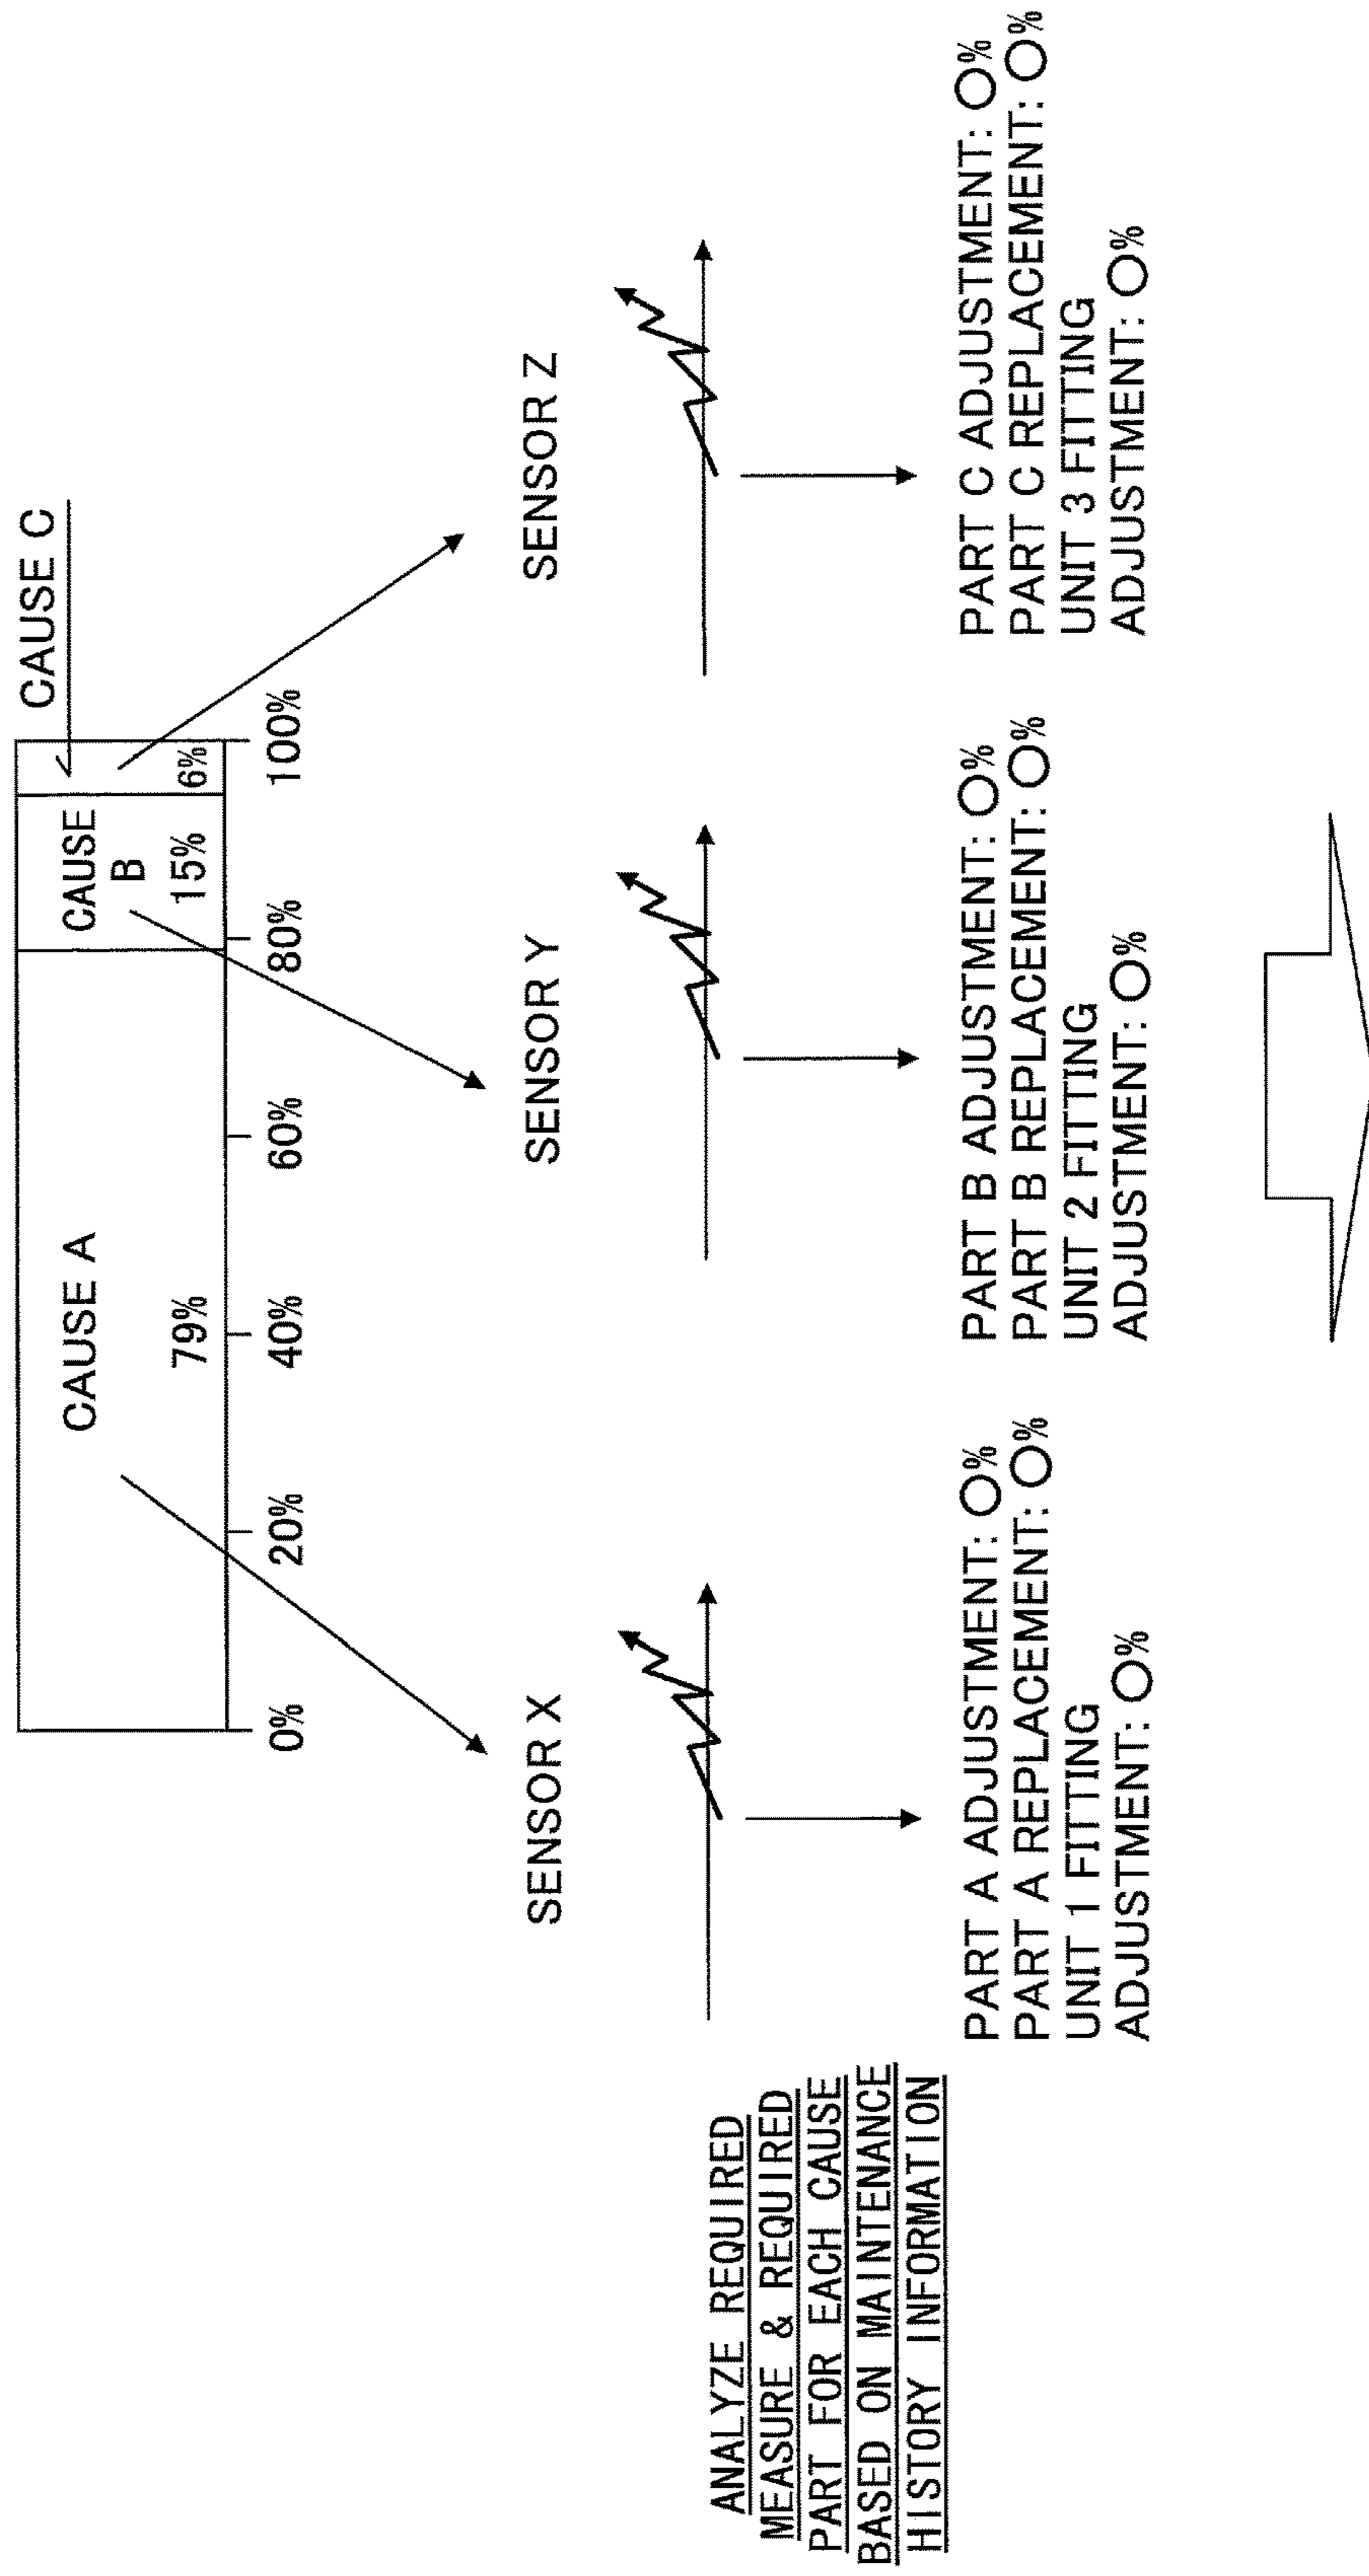 CAUSE C
CAUSE A
CAUSE
B
79%
15%
6%
0%
20%
40%
60%
80%
100%
SENSOR X
SENSOR Y
SENSOR Z
ANALYZE REQUIRED
MEASURE & REQUIRED
PART FOR EACH CAUSE
BASED ON MAINTENANCE
HISTORY INFORMATION
PART A ADJUSTMENT: ○%
PART A REPLACEMENT: ○%
UNIT 1 FITTING
ADJUSTMENT: ○%
PART B ADJUSTMENT: ○%
PART B REPLACEMENT: ○%
UNIT 2 FITTING
ADJUSTMENT: ○%
PART C ADJUSTMENT: ○%
PART C REPLACEMENT: ○%
UNIT 3 FITTING
ADJUSTMENT: ○%